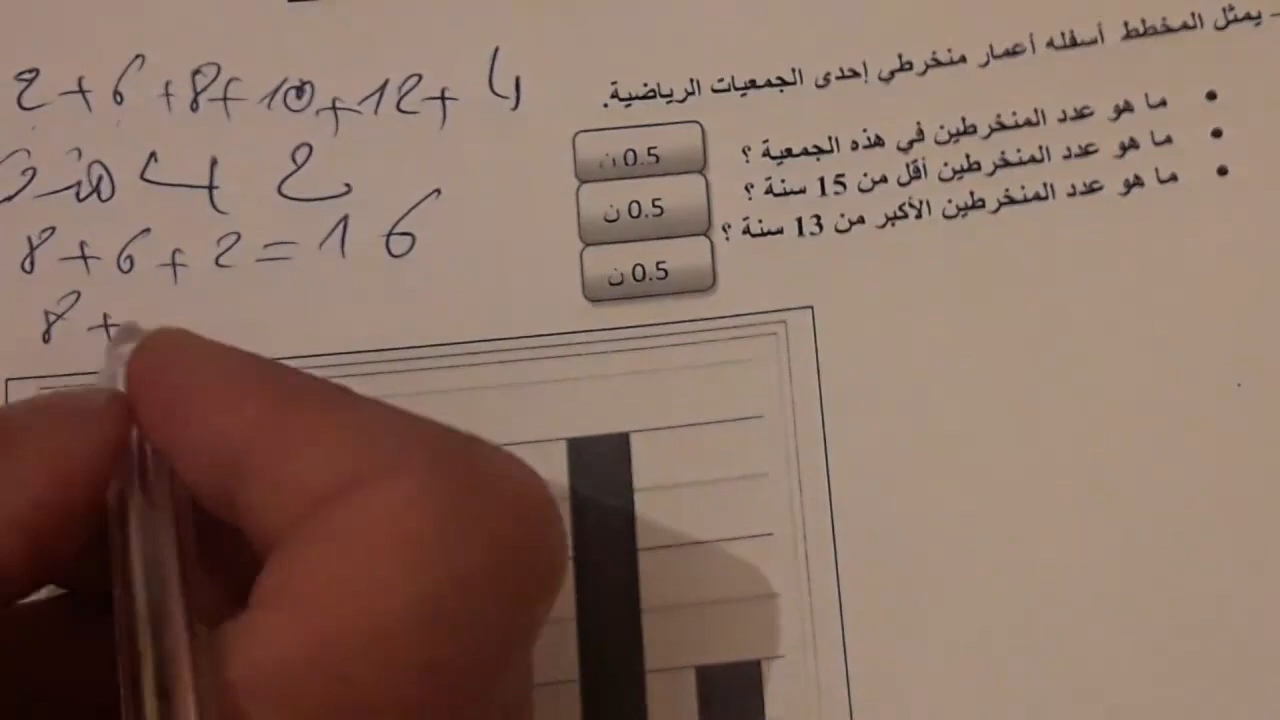 يمثل المخطط أسفله أعمار منخرطي إحدى الجمعيات الرياضية.
• ما هو عدد المنخرطين في هذه الجمعية ؟
0.5 ن
• ما هو عدد المنخرطين أقل من 15 سنة ؟
0.5 ن
• ما هو عدد المنخرطين الأكبر من 13 سنة ؟
0.5 ن
2+6+8+10+12+4
42
8+6+2=16
8+